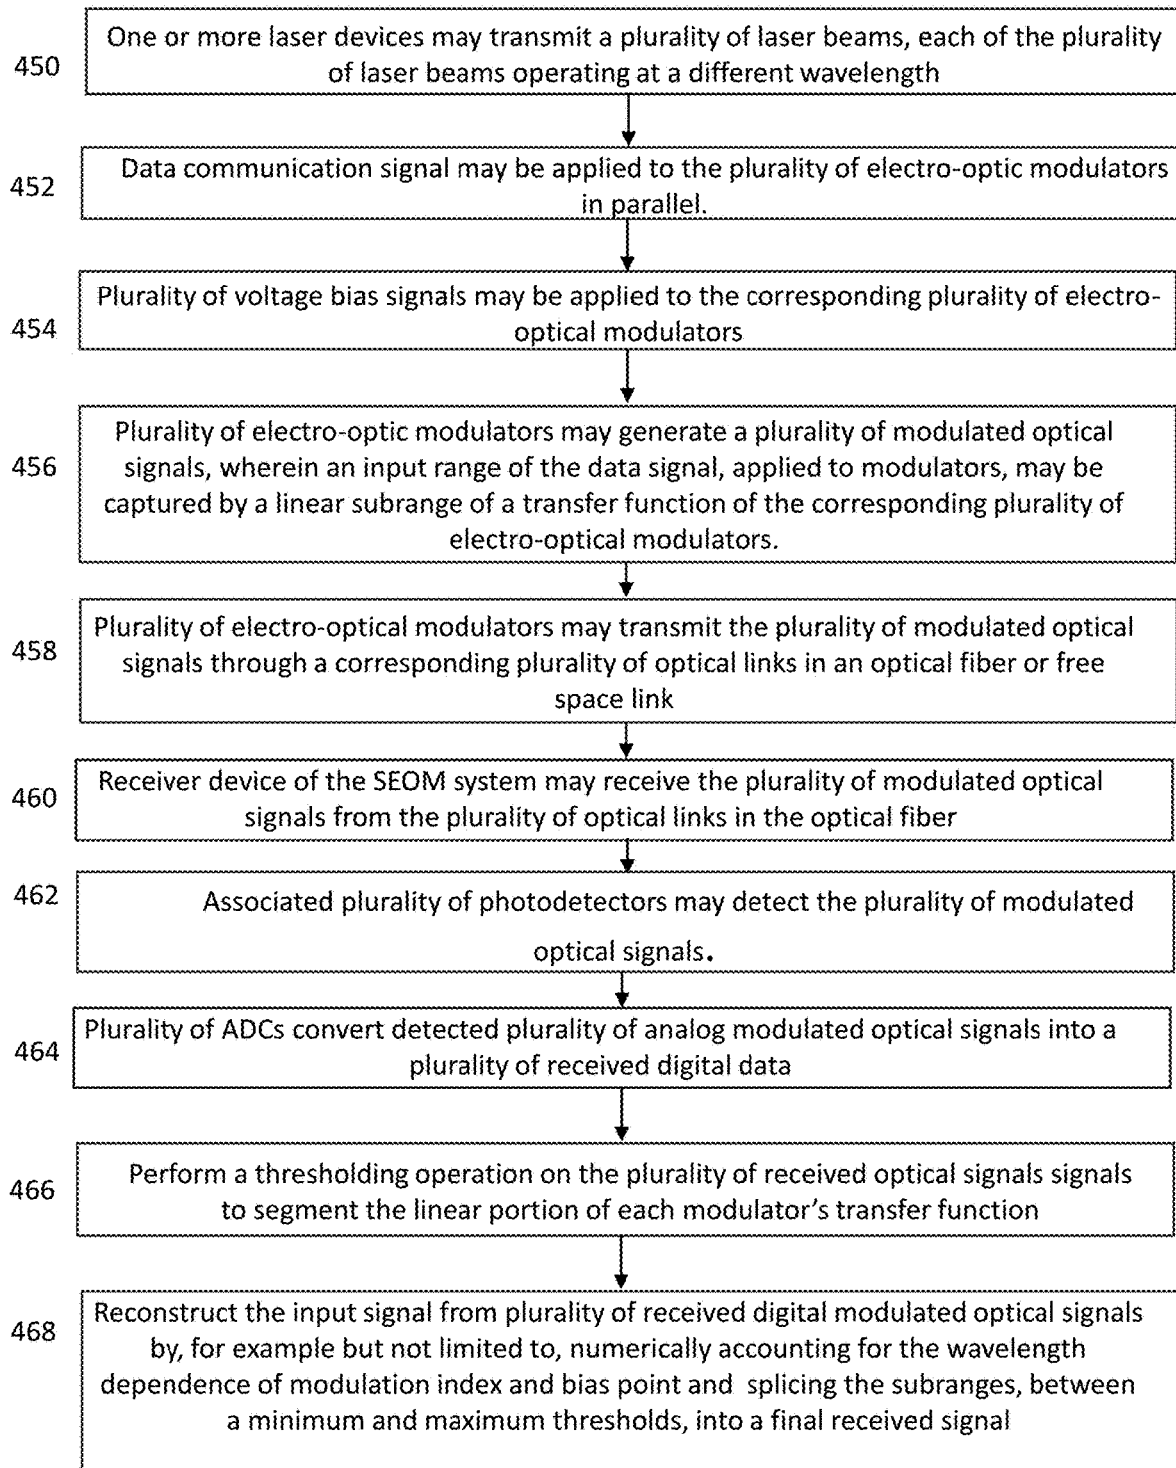 450
One or more laser devices may transmit a plurality of laser beams, each of the plurality
of laser beams operating at a different wavelength
452
Data communication signal may be applied to the plurality of electro-optic modulators
in parallel.
454
Plurality of voltage bias signals may be applied to the corresponding plurality of electro-
optical modulators
456
Plurality of electro-optic modulators may generate a plurality of modulated optical
signals, wherein an input range of the data signal, applied to modulators, may be
captured by a linear subrange of a transfer function of the corresponding plurality of
electro-optical modulators.
458
Plurality of electro-optical modulators may transmit the plurality of modulated optical
signals through a corresponding plurality of optical links in an optical fiber or free
space link
460
Receiver device of the SEOM system may receive the plurality of modulated optical
signals from the plurality of optical links in the optical fiber
462
Associated plurality of photodetectors may detect the plurality of modulated
optical signals.
464
Plurality of ADCs convert detected plurality of analog modulated optical signals into a
plurality of received digital data
466
Perform a thresholding operation on the plurality of received optical signals signals
to segment the linear portion of each modulator's transfer function
468
Reconstruct the input signal from plurality of received digital modulated optical signals
by, for example but not limited to, numerically accounting for the wavelength
dependence of modulation index and bias point and splicing the subranges, between
a minimum and maximum thresholds, into a final received signal